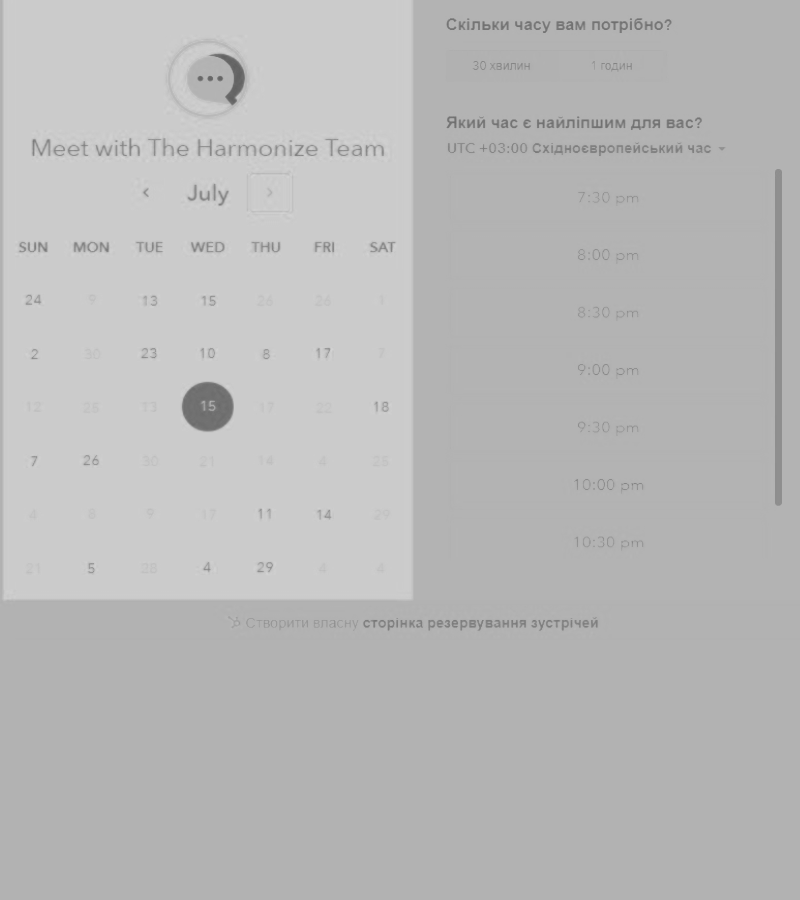 Meet with The Harmonize Team
July
SUN MON TUE WED THU FRI SAT
24 9 13 15 26 26 1
2 30 23 10 8 17 7
12 25 13 15 17 22 18
7 26 30 21 14 4 25
4 8 9 17 11 14 29
21 5 28 4 29 4 4
Скільки часу вам потрібно?
30 хвилин 1 годин
Який час є найліпшим для вас?
UTC +03:00 Східноєвропейський час
7:30 pm
8:00 pm
8:30 pm
9:00 pm
9:30 pm
10:00 pm
10:30 pm
Створити власну сторінка резервування зустрічей